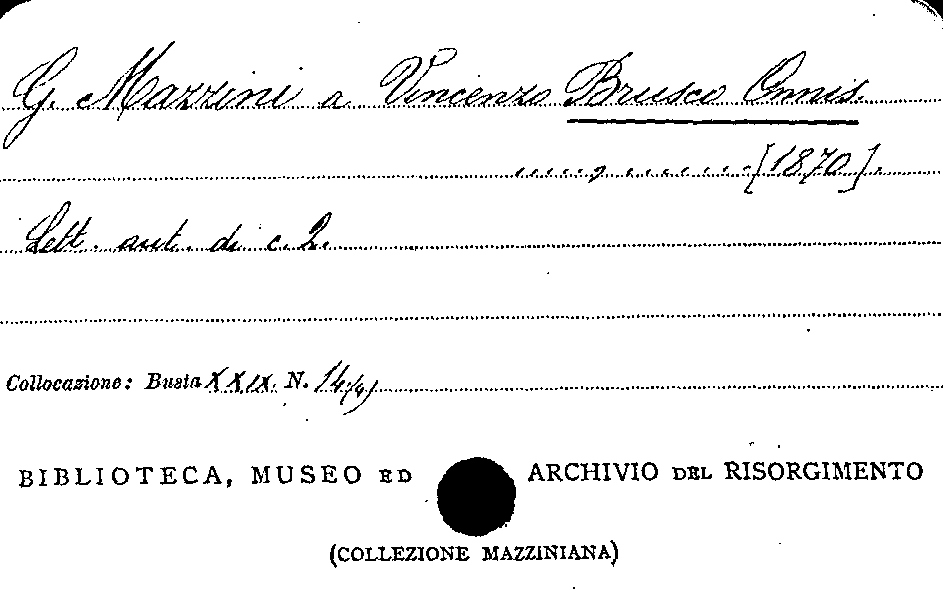 G. Mazzini a Vincenzo Brusco Onnis.
....., ....... [1870].
Lett. aut. di c. 2.
Collocazione: Busta XXIX. N. 14(4)
BIBLIOTECA, MUSEO ED ARCHIVIO DEL RISORGIMENTO
(COLLEZIONE MAZZINIANA)